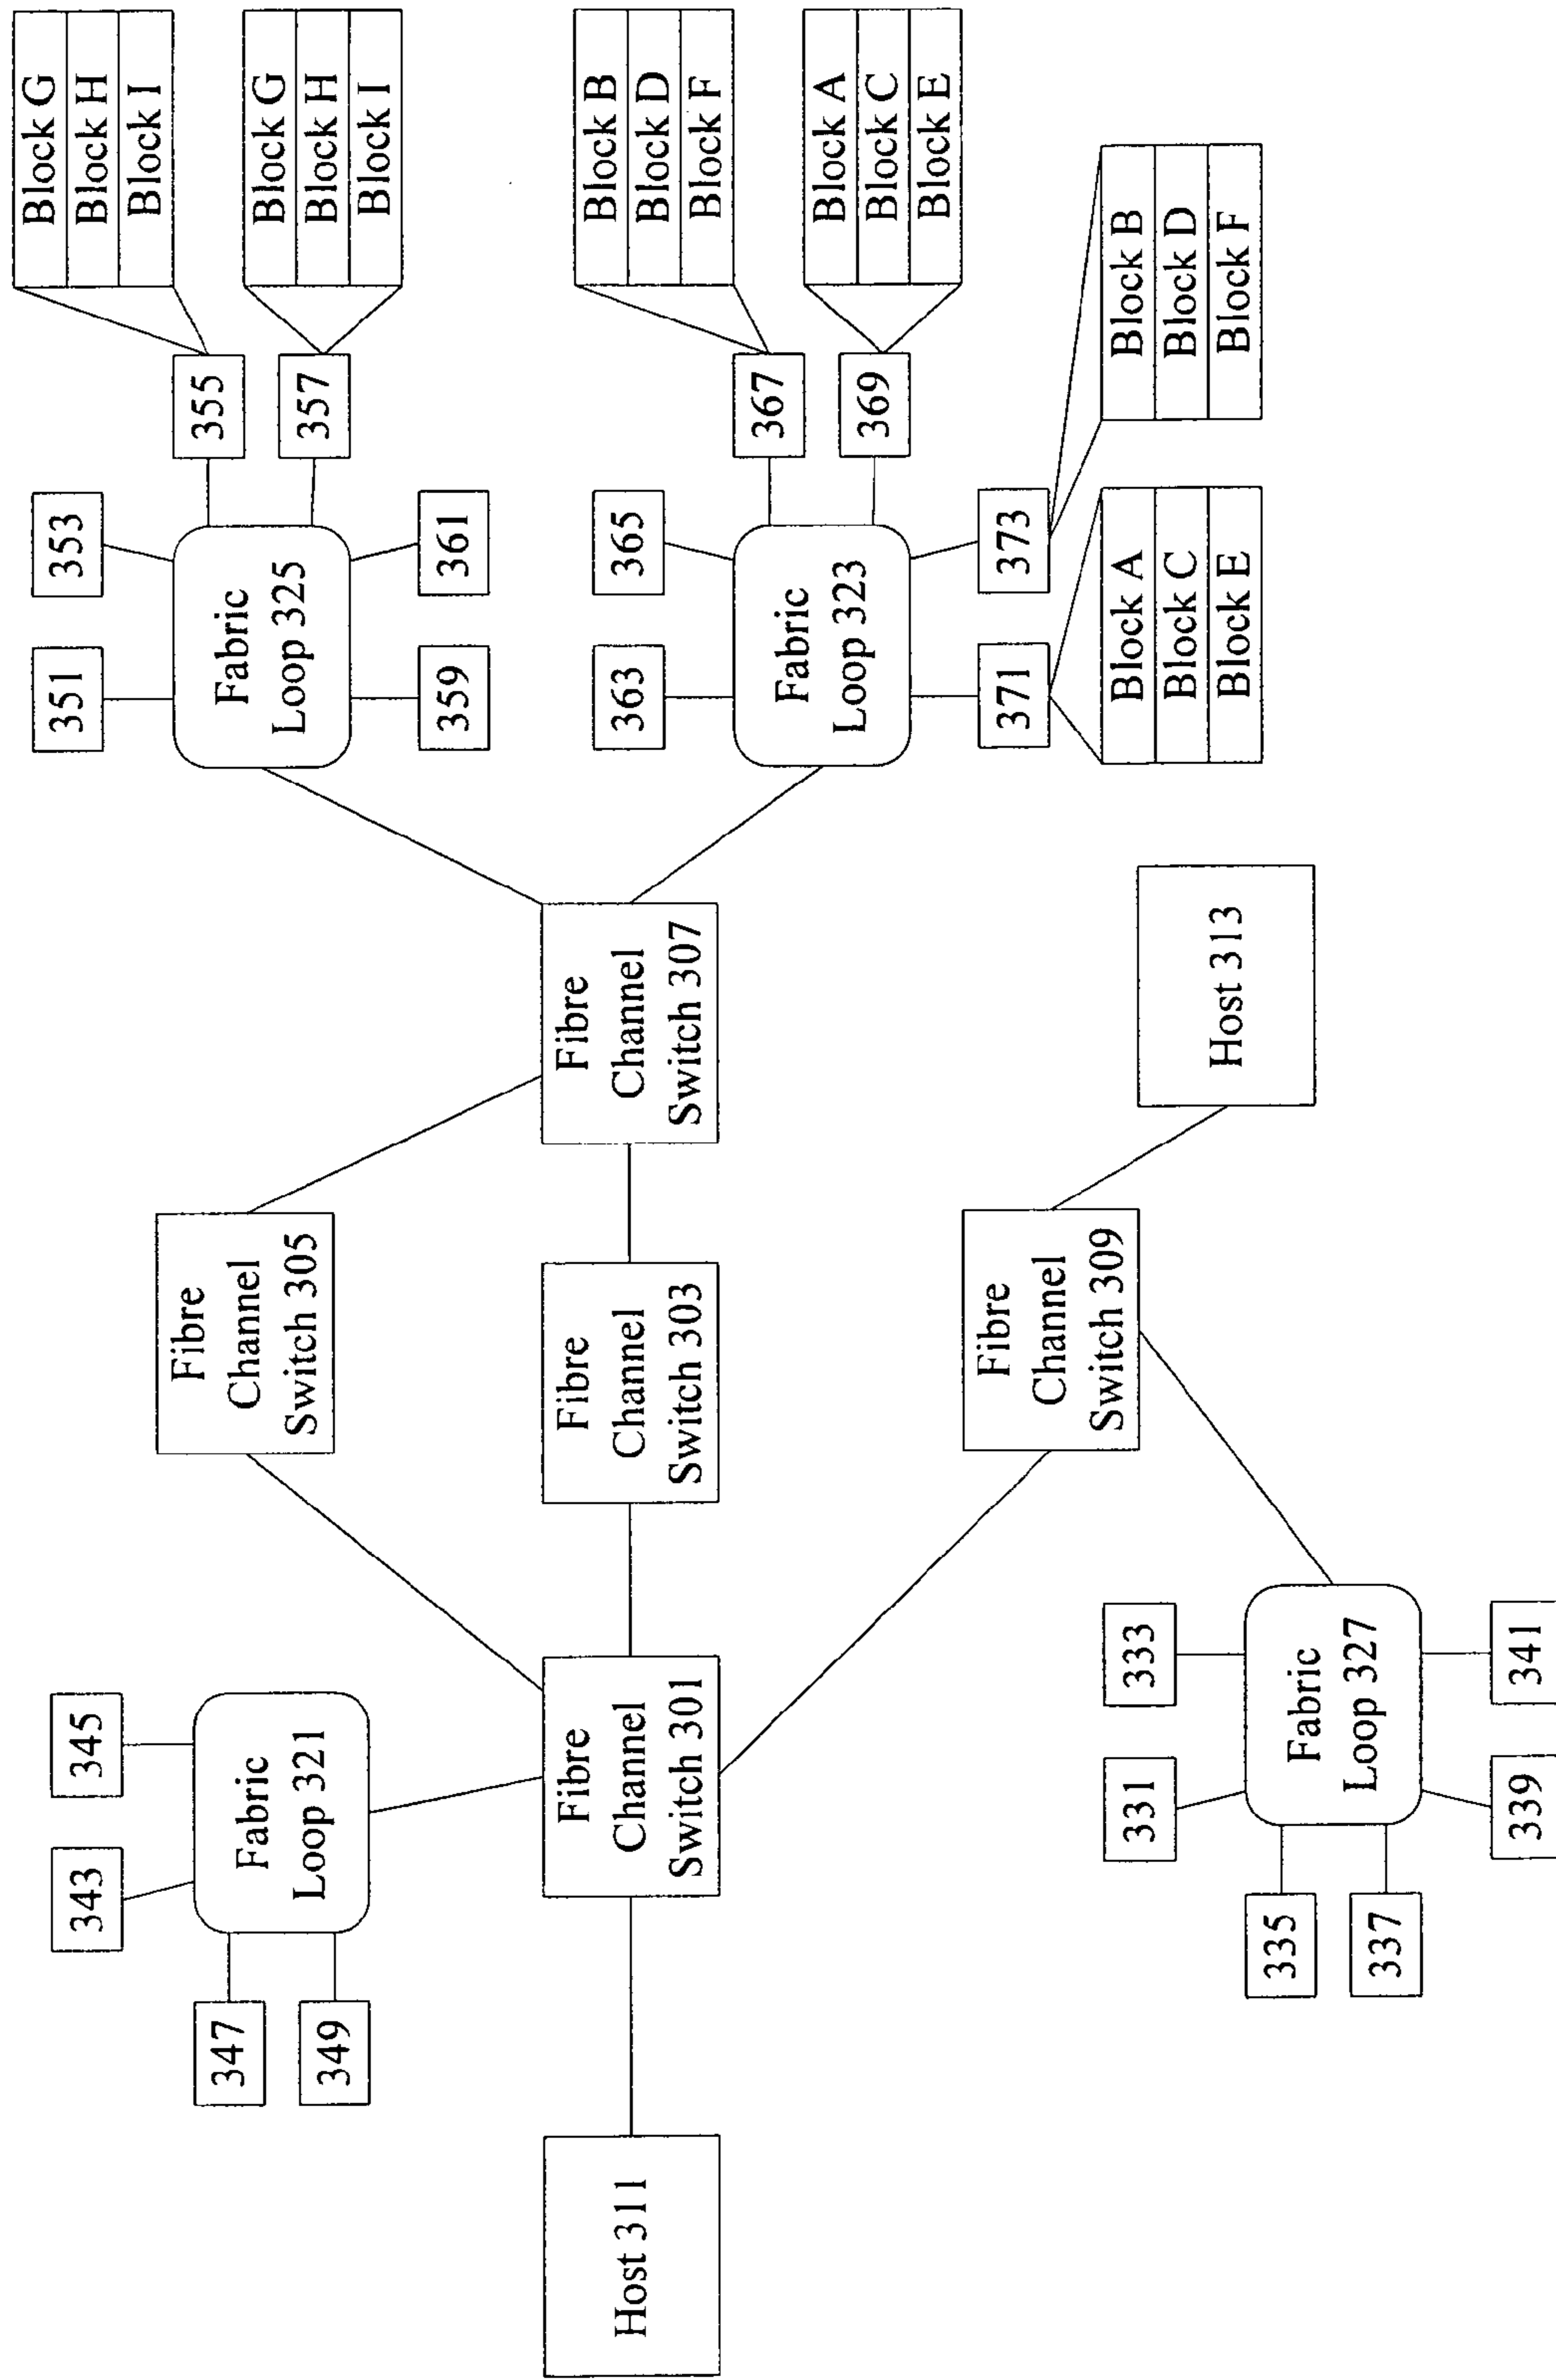 347
349
343
345
Fabric
Loop 321
351
353
Fabric
Loop 325
355
357
359
361
Block G
Block H
Block I
Block G
Block H
Block I
Fibre
Channel
Switch 305
Host 311
Fibre
Channel
Switch 301
Fibre
Channel
Switch 303
Fibre
Channel
Switch 307
363
365
Fabric
Loop 323
367
369
371
373
Block B
Block D
Block F
Block A
Block C
Block E
Block A
Block C
Block E
Block B
Block D
Block F
Fibre
Channel
Switch 309
Host 313
331
333
335
337
Fabric
Loop 327
339
341